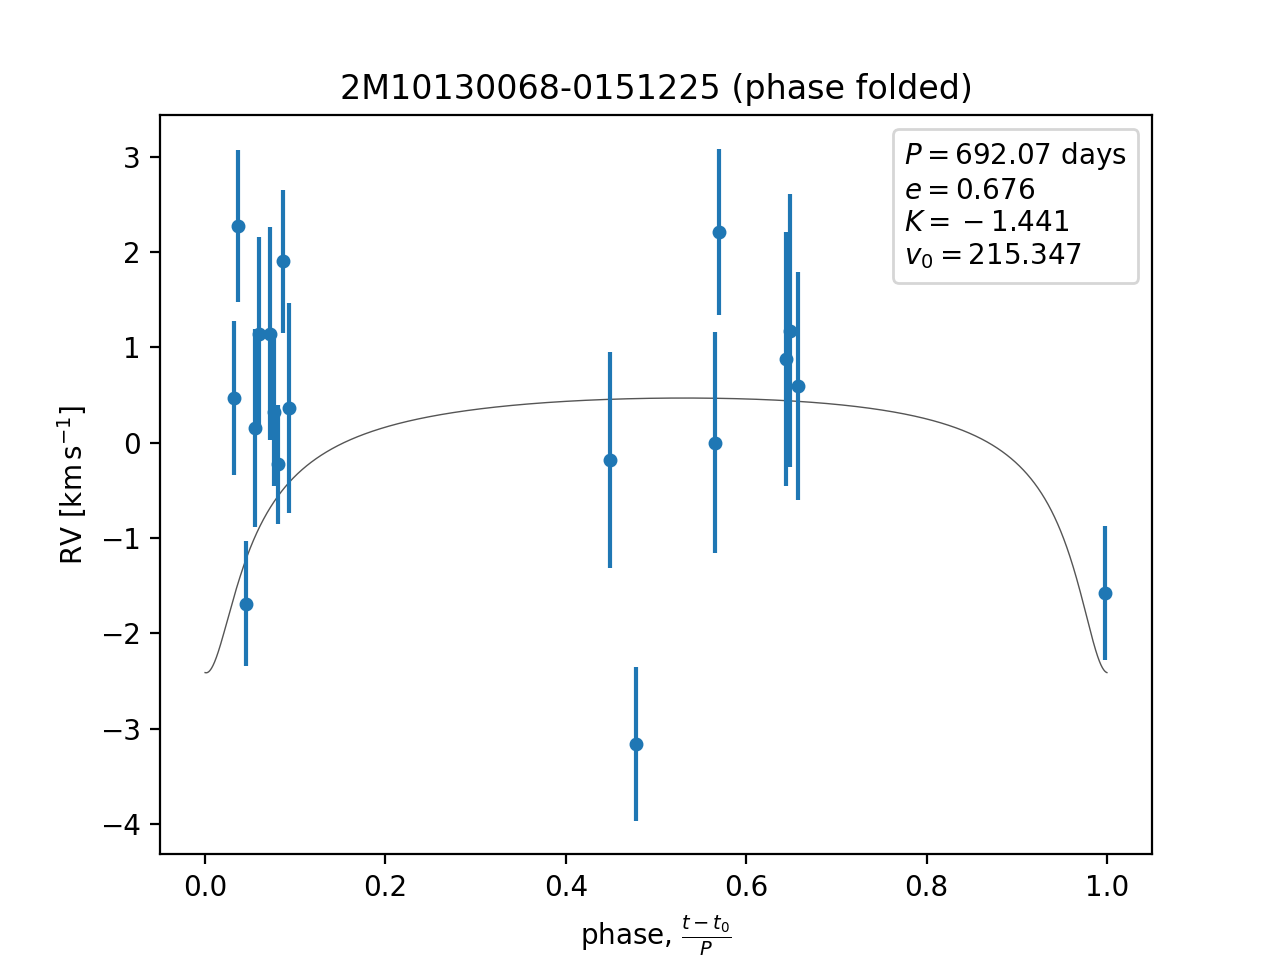 2M10130068-0151225 (phase folded)
P = 692.07 days
e = 0.676
K = −1.441
v₀ = 215.347
3
2
1
0
−1
−2
−3
−4
RV [km s⁻¹]
0.0 0.2 0.4 0.6 0.8 1.0
phase, (t − t₀)/P